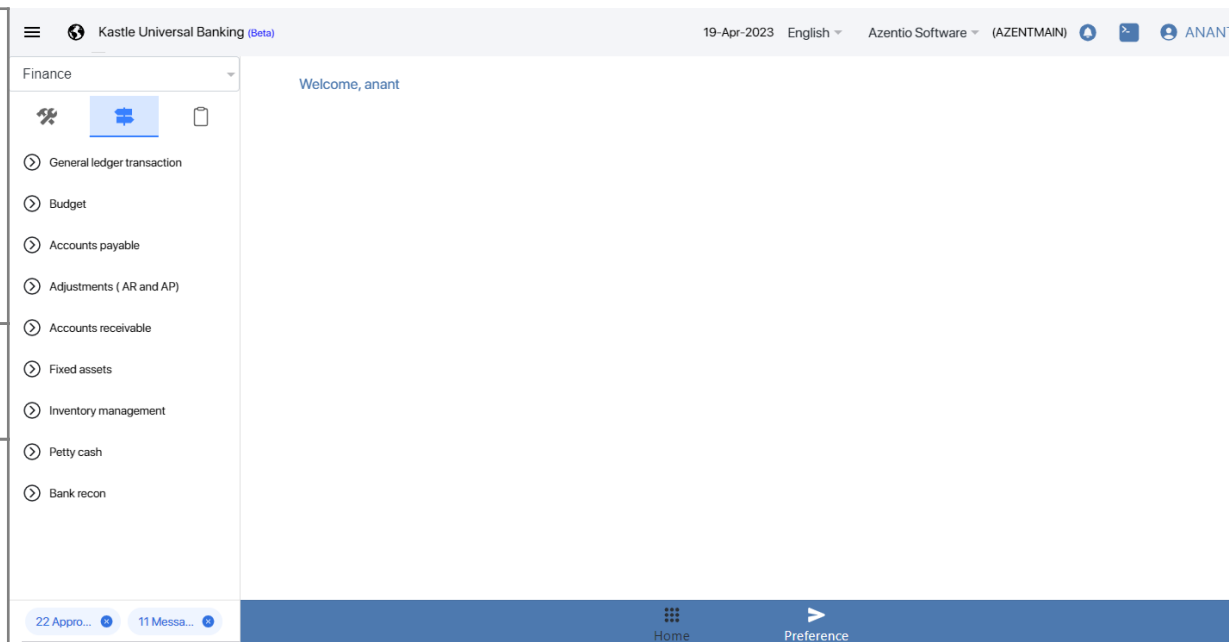 Kastle Universal Banking (Beta) 19-Apr-2023 English Azentio Software (AZENTMAIN) ANANT
Finance
Welcome, anant
General ledger transaction
Budget
Accounts payable
Adjustments ( AR and AP)
Accounts receivable
Fixed assets
Inventory management
Petty cash
Bank recon
22 Appro... 11 Messa...
Home Preference